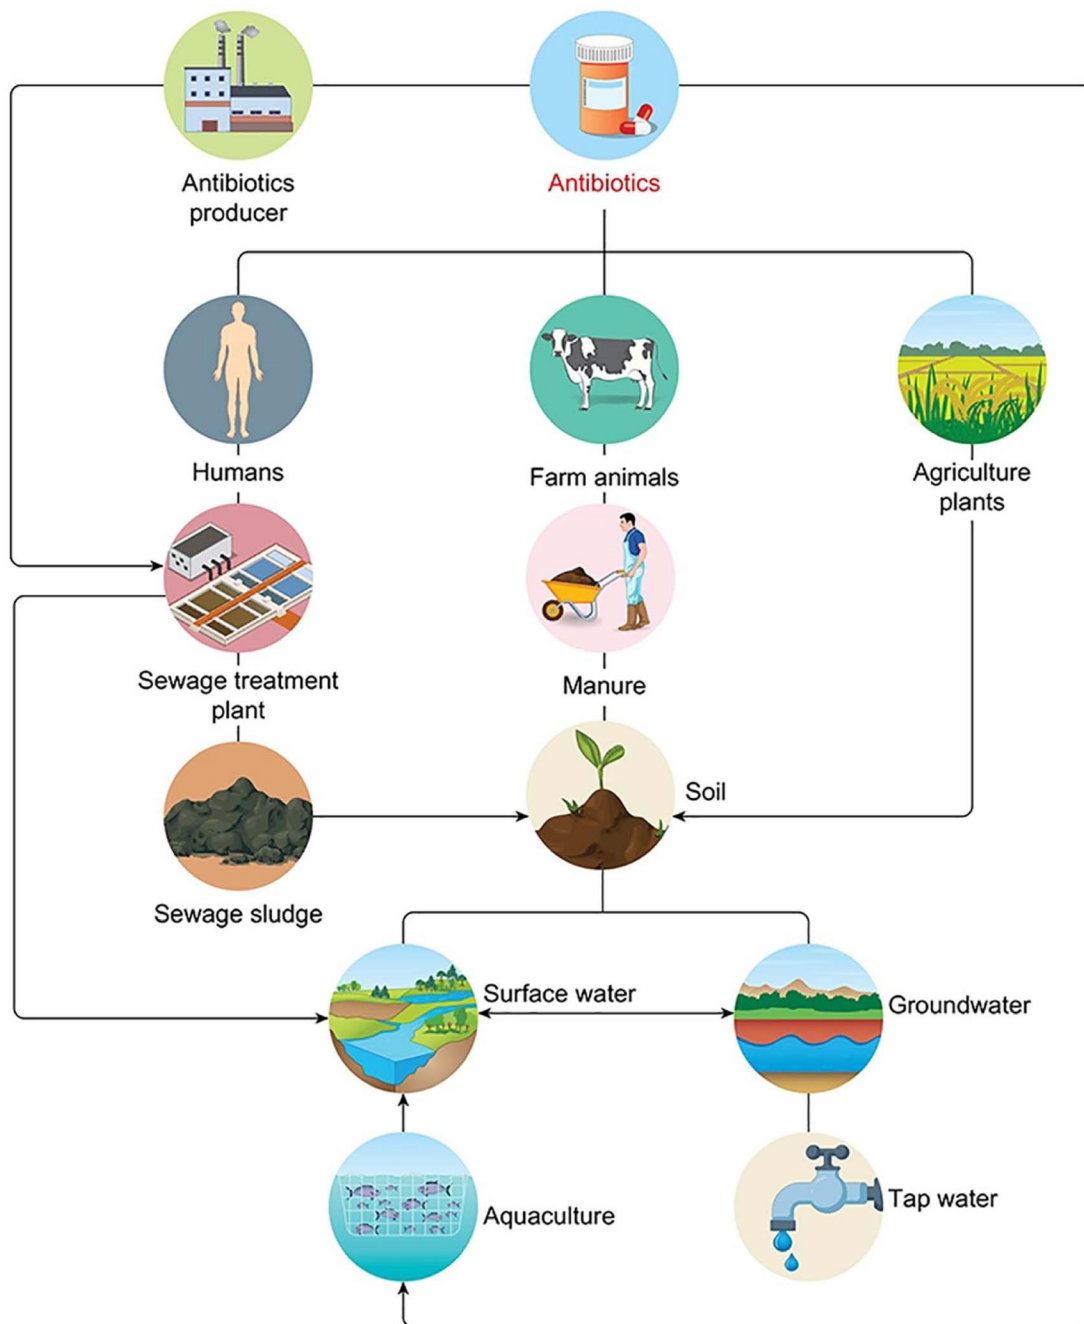 Antibiotics
producer
Antibiotics
Humans
Farm animals
Agriculture
plants
Sewage treatment
plant
Manure
Soil
Sewage sludge
Surface water
Groundwater
Aquaculture
Tap water